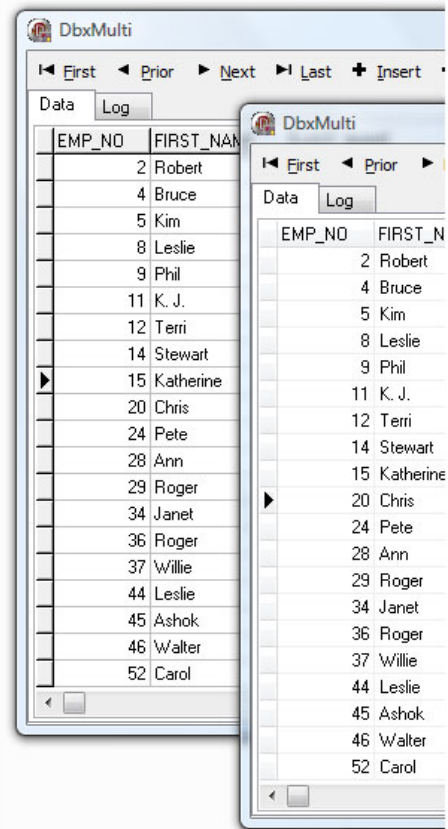 DbxMulti
First Prior Next Last Insert
Data Log
EMP_NO FIRST_NAM
2 Robert
4 Bruce
5 Kim
8 Leslie
9 Phil
11 K. J.
12 Terri
14 Stewart
15 Katherine
20 Chris
24 Pete
28 Ann
29 Roger
34 Janet
36 Roger
37 Willie
44 Leslie
45 Ashok
46 Walter
52 Carol
DbxMulti
First Prior
Data Log
EMP_NO FIRST_N
2 Robert
4 Bruce
5 Kim
8 Leslie
9 Phil
11 K. J.
12 Terri
14 Stewart
15 Katherine
20 Chris
24 Pete
28 Ann
29 Roger
34 Janet
36 Roger
37 Willie
44 Leslie
45 Ashok
46 Walter
52 Carol